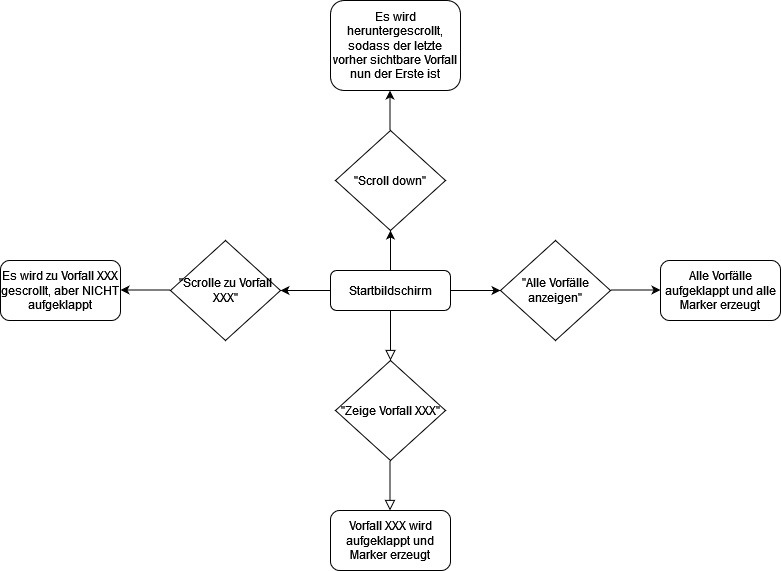 Es wird
heruntergescrollt,
sodass der letzte
vorher sichtbare Vorfall
nun der Erste ist
"Scroll down"
Es wird zu Vorfall XXX
gescrollt, aber NICHT
aufgeklappt
"Scrolle zu Vorfall
XXX"
Startbildschirm
"Alle Vorfälle
anzeigen"
Alle Vorfälle
aufgeklappt und alle
Marker erzeugt
"Zeige Vorfall XXX"
Vorfall XXX wird
aufgeklappt und
Marker erzeugt